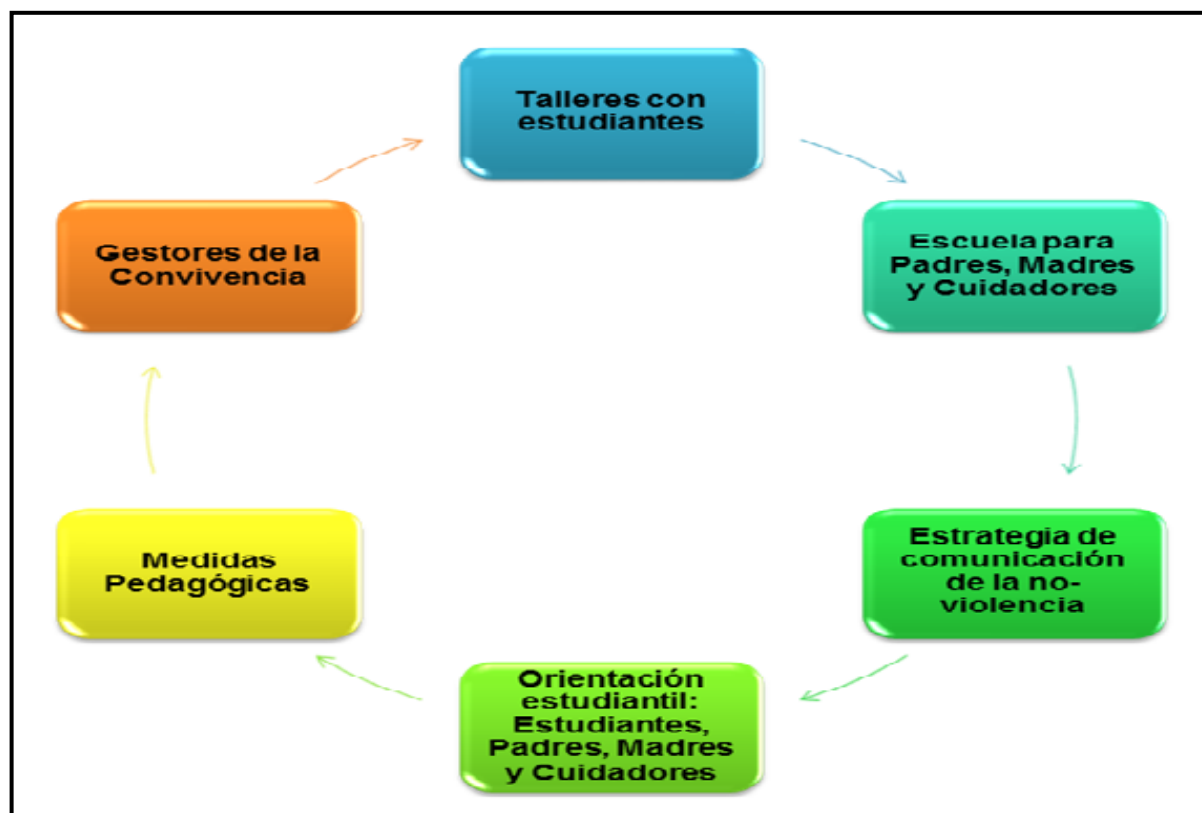 Talleres con
estudiantes
Escuela para
Padres, Madres
y Cuidadores
Estrategia de
comunicación
de la no-
violencia
Orientación
estudiantil:
Estudiantes,
Padres, Madres
y Cuidadores
Medidas
Pedagógicas
Gestores de la
Convivencia